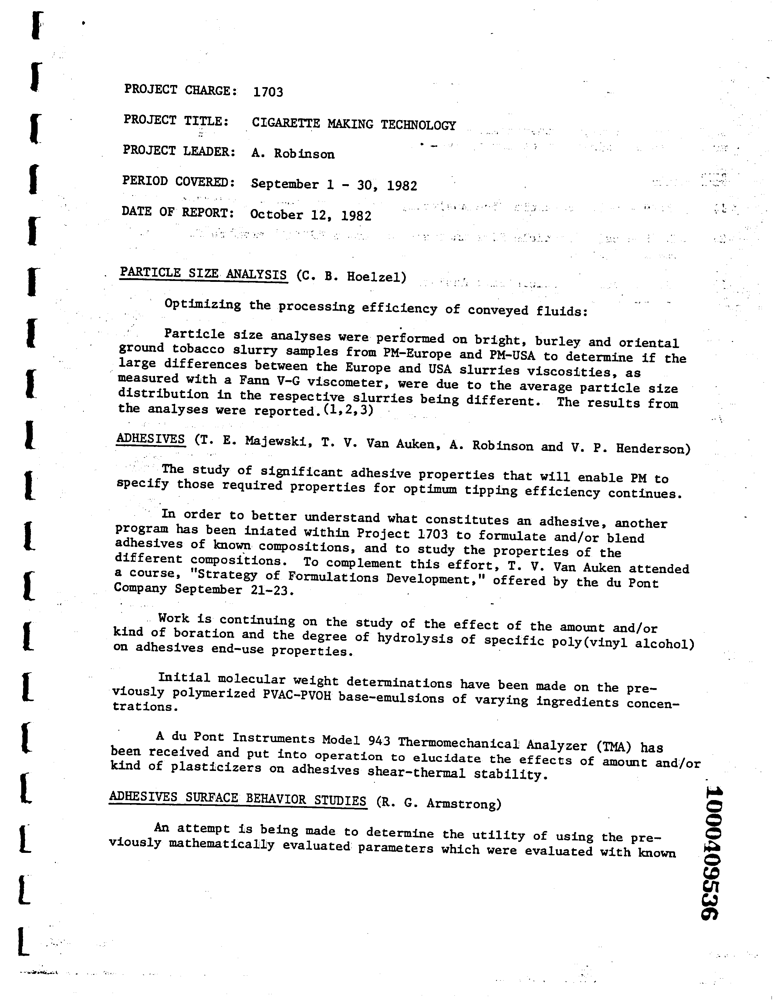 PROJECT CHARGE: 1703
PROJECT TITLE: CIGARETTE MAKING TECHNOLOGY
PROJECT LEADER: A. Robinson
PERIOD COVERED: September 1 - 30, 1982
DATE OF REPORT: October 12, 1982
PARTICLE SIZE ANALYSIS (C. B. Hoelzel)
Optimizing the processing efficiency of conveyed fluids:
Particle size analyses were performed on bright, burley and oriental
ground tobacco slurry samples from PM-Europe and PM-USA to determine if the
large differences between the Europe and USA slurries viscosities, as
measured with a Fann V-G viscometer, were due to the average particle size
distribution in the respective slurries being different. The results from
the analyses were reported.(1,2,3)
ADHESIVES (T. E. Majewski, T. V. Van Auken, A. Robinson and V. P. Henderson)
The study of significant adhesive properties that will enable PM to
specify those required properties for optimum tipping efficiency continues.
In order to better understand what constitutes an adhesive, another
program has been iniated within Project 1703 to formulate and/or blend
adhesives of known compositions, and to study the properties of the
different compositions. To complement this effort, T. V. Van Auken attended
a course, "Strategy of Formulations Development," offered by the du Pont
Company September 21-23.
Work is continuing on the study of the effect of the amount and/or
kind of boration and the degree of hydrolysis of specific poly(vinyl alcohol)
on adhesives end-use properties.
Initial molecular weight determinations have been made on the pre-
viously polymerized PVAC-PVOH base-emulsions of varying ingredients concen-
trations.
A du Pont Instruments Model 943 Thermomechanical Analyzer (TMA) has
been received and put into operation to elucidate the effects of amount and/or
kind of plasticizers on adhesives shear-thermal stability.
ADHESIVES SURFACE BEHAVIOR STUDIES (R. G. Armstrong)
An attempt is being made to determine the utility of using the pre-
viously mathematically evaluated parameters which were evaluated with known
1000409536